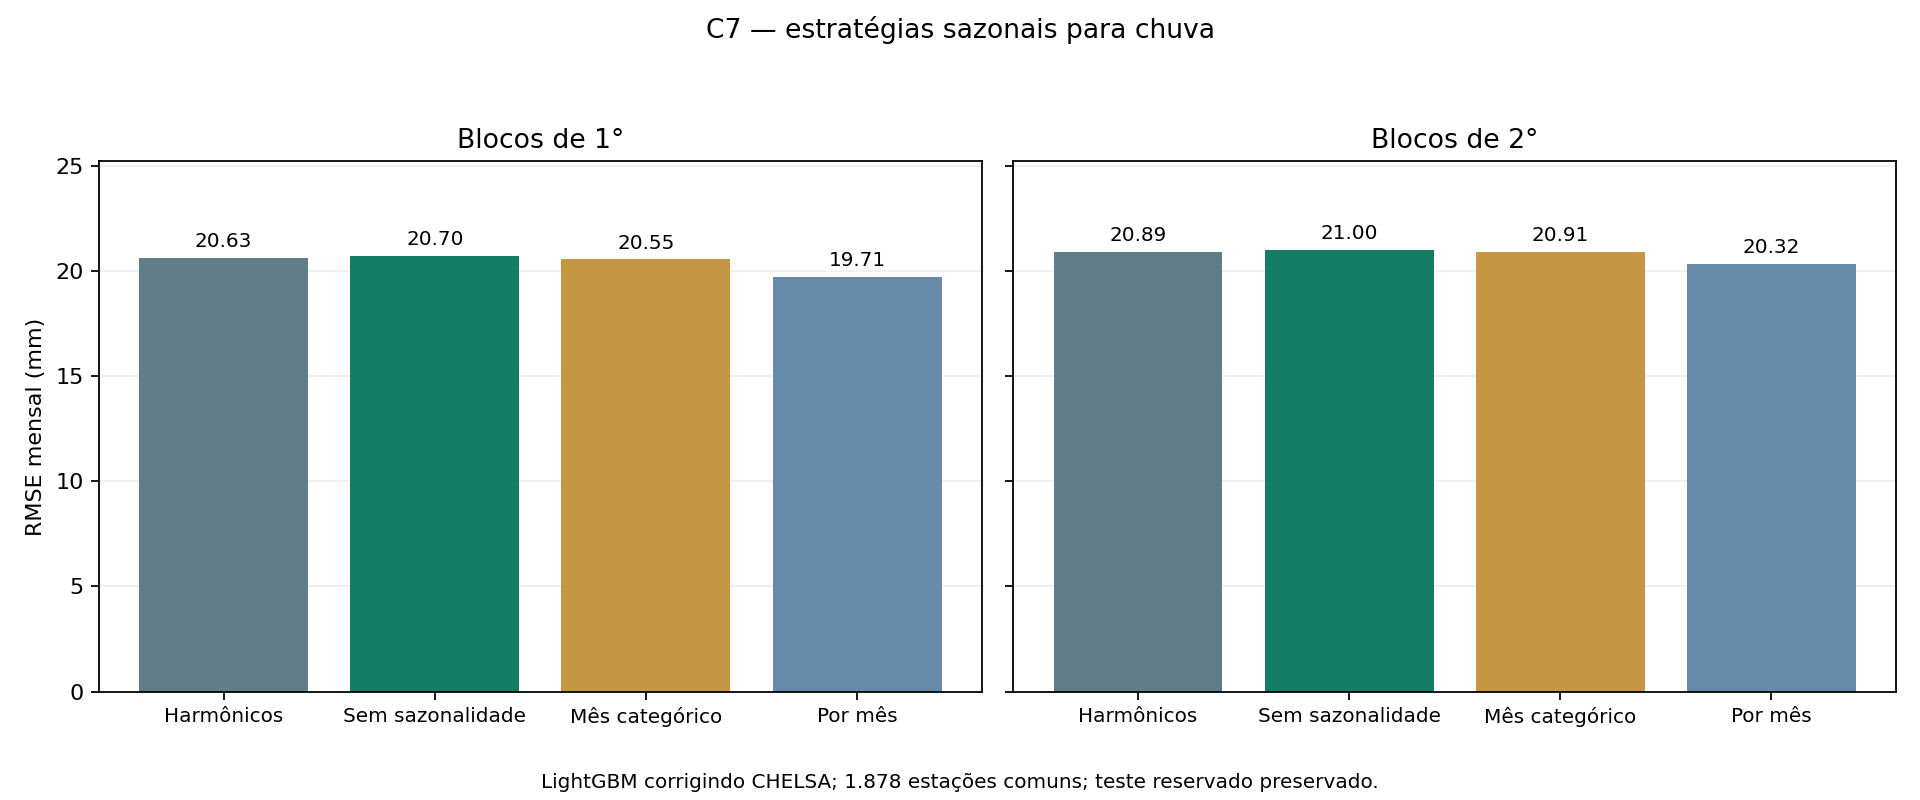 C7 — estratégias sazonais para chuva
Blocos de 1°
RMSE mensal (mm)
25
20
15
10
5
0
20.63
20.70
20.55
19.71
Harmônicos
Sem sazonalidade
Mês categórico
Por mês
Blocos de 2°
20.89
21.00
20.91
20.32
Harmônicos
Sem sazonalidade
Mês categórico
Por mês
LightGBM corrigindo CHELSA; 1.878 estações comuns; teste reservado preservado.